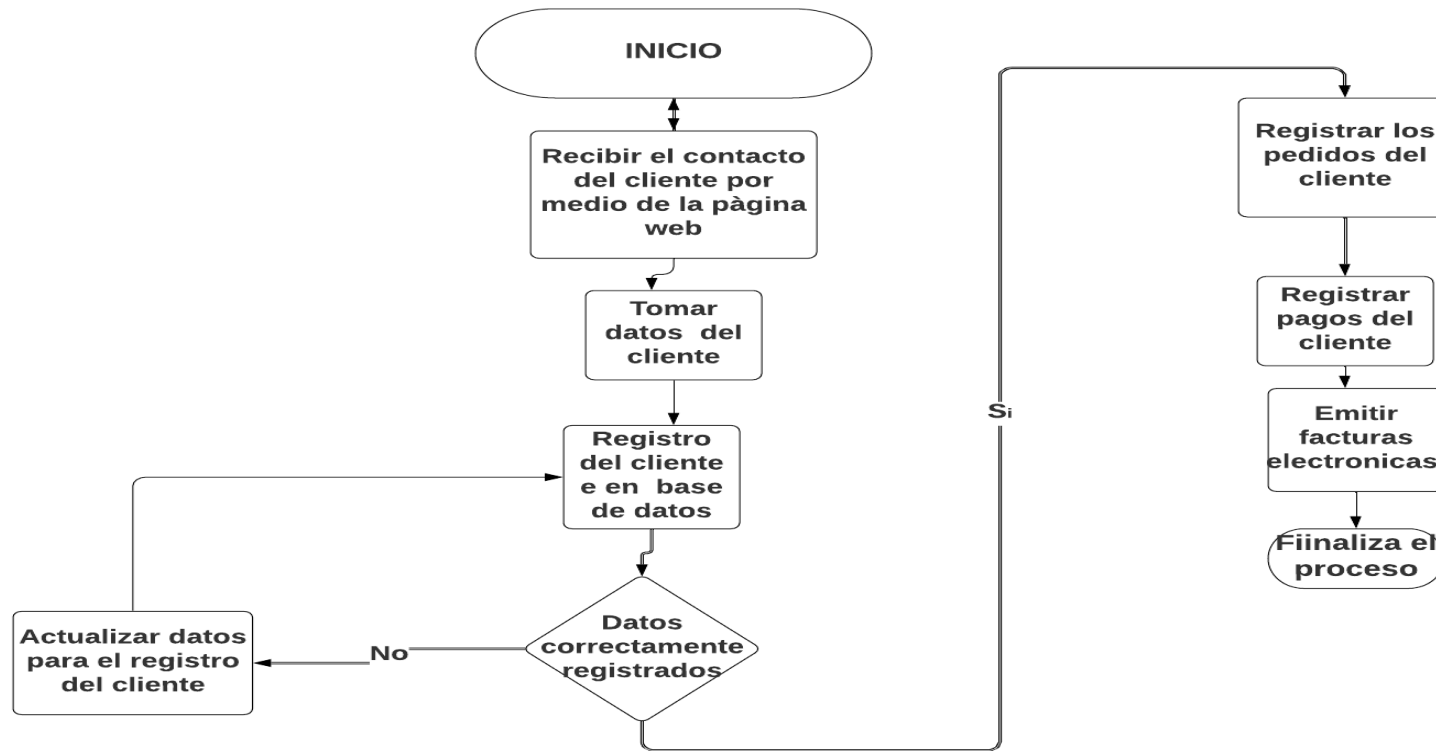 INICIO
Recibir el contacto
del cliente por
medio de la pàgina
web
Tomar
datos del
cliente
Registro
del cliente
e en base
de datos
Datos
correctamente
registrados
No
Actualizar datos
para el registro
del cliente
Si
Registrar los
pedidos del
cliente
Registrar
pagos del
cliente
Emitir
facturas
electronicas
Fiinaliza el
proceso